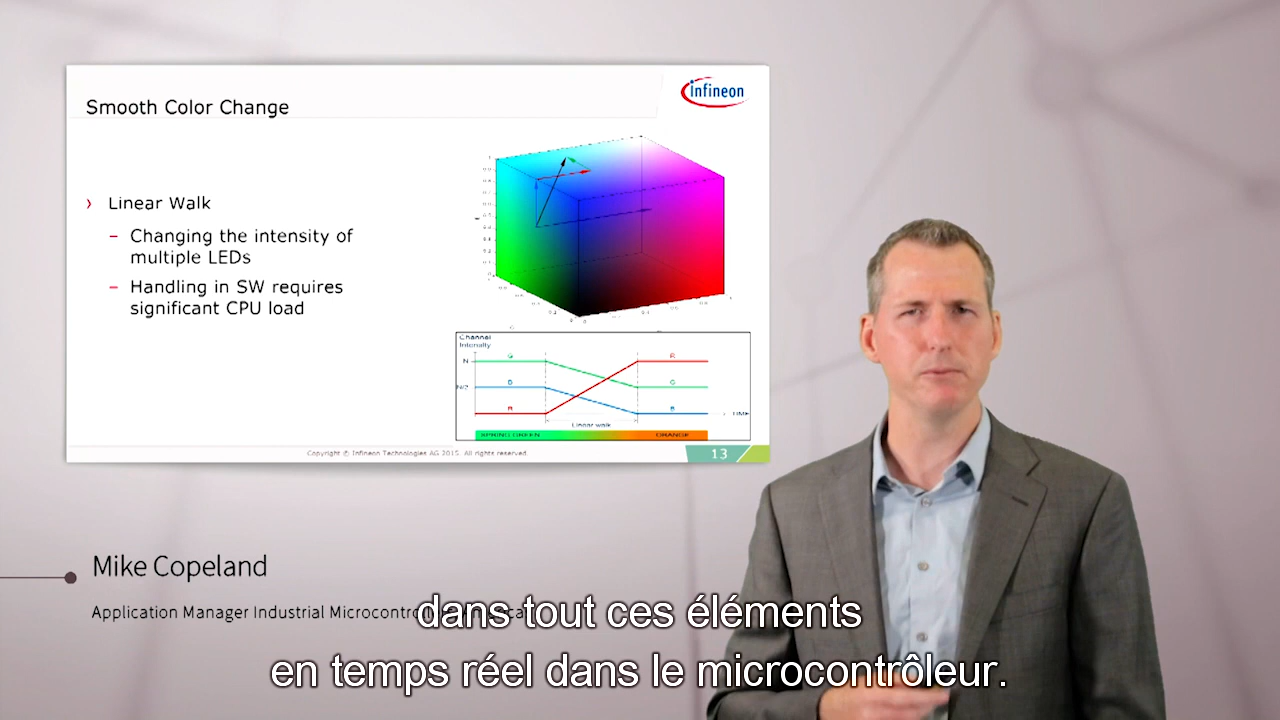 infineon
Smooth Color Change
Linear Walk
Changing the intensity of
multiple LEDs
Handling in SW requires
significant CPU load
Channel
Intensity
N
G
R
N/2
B
G
R
B
TIME
Linear walk
SPRING GREEN
ORANGE
Copyright © Infineon Technologies AG 2015. All rights reserved.
13
Mike Copeland
Application Manager Industrial
dans tout ces éléments
en temps réel dans le microcontrôleur.